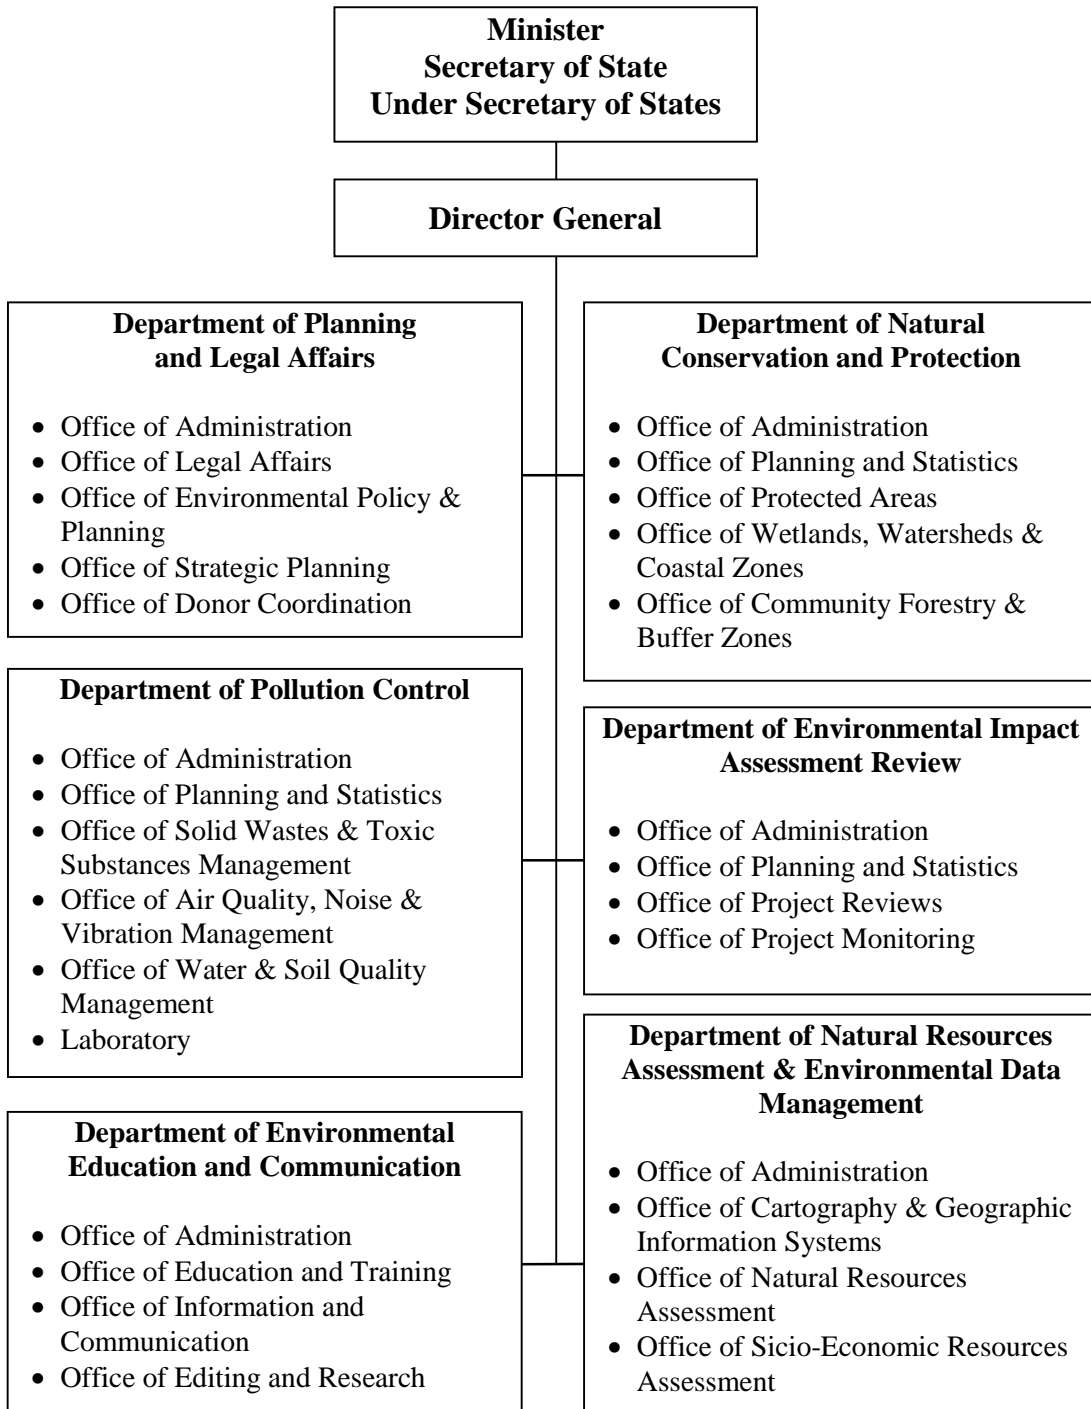 Minister
Secretary of State
Under Secretary of States
Director General
Department of Planning
and Legal Affairs
• Office of Administration
• Office of Legal Affairs
• Office of Environmental Policy &
Planning
• Office of Strategic Planning
• Office of Donor Coordination
Department of Natural
Conservation and Protection
• Office of Administration
• Office of Planning and Statistics
• Office of Protected Areas
• Office of Wetlands, Watersheds &
Coastal Zones
• Office of Community Forestry &
Buffer Zones
Department of Pollution Control
• Office of Administration
• Office of Planning and Statistics
• Office of Solid Wastes & Toxic
Substances Management
• Office of Air Quality, Noise &
Vibration Management
• Office of Water & Soil Quality
Management
• Laboratory
Department of Environmental Impact
Assessment Review
• Office of Administration
• Office of Planning and Statistics
• Office of Project Reviews
• Office of Project Monitoring
Department of Environmental
Education and Communication
• Office of Administration
• Office of Education and Training
• Office of Information and
Communication
• Office of Editing and Research
Department of Natural Resources
Assessment & Environmental Data
Management
• Office of Administration
• Office of Cartography & Geographic
Information Systems
• Office of Natural Resources
Assessment
• Office of Sicio-Economic Resources
Assessment